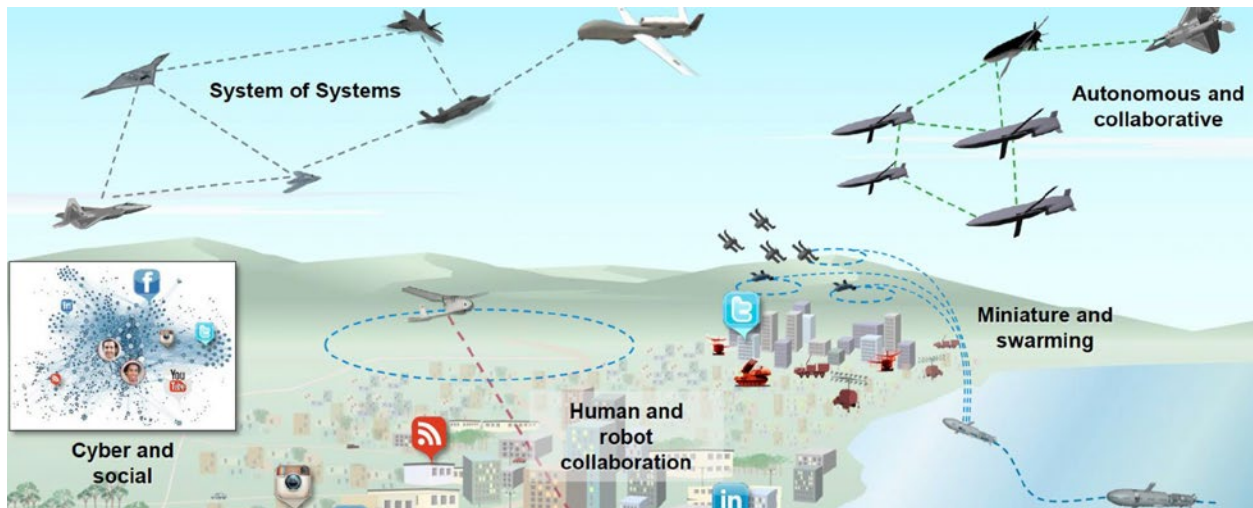 System of Systems
Autonomous and
collaborative
Miniature and
swarming
You
Tube
Human and
robot
collaboration
Cyber and
social
f
in
in